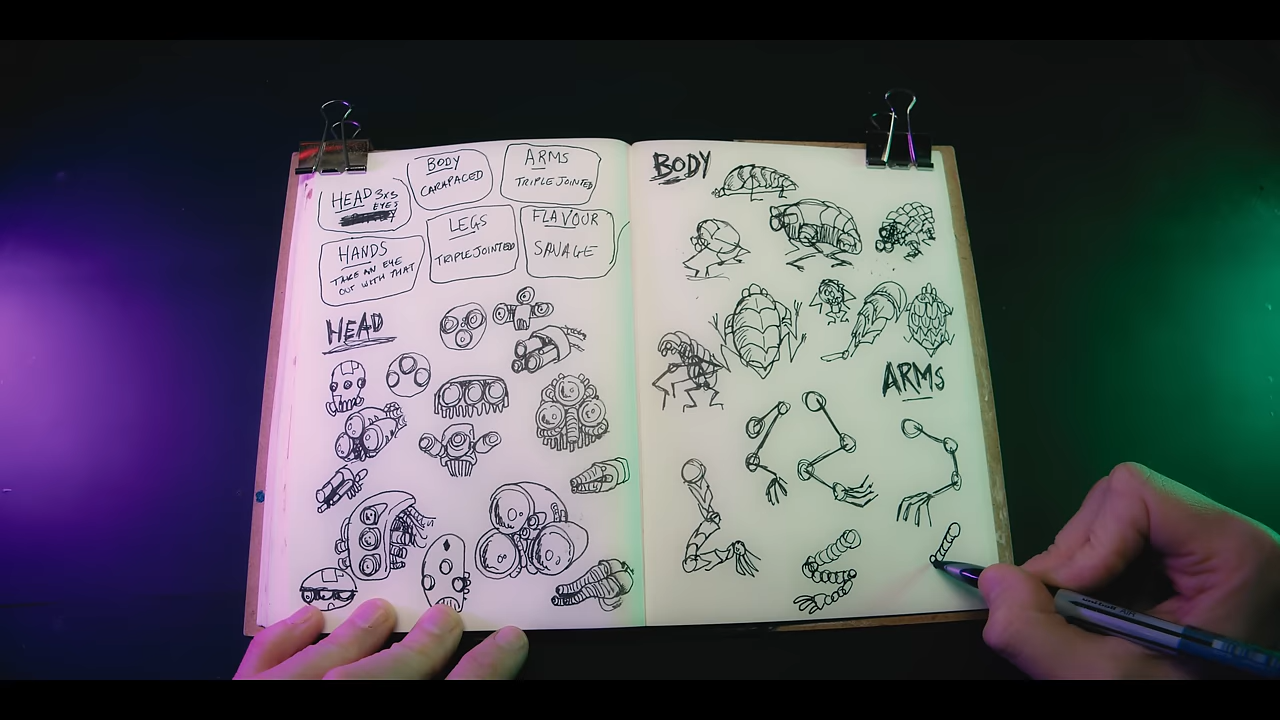 HEAD 3x3
EYES
BODY
CARAPACED
ARMS
TRIPLE JOINTED
HANDS
TAKE AN EYE
OUT WITH THAT
LEGS
TRIPLE JOINTED
FLAVOUR
SAVAGE
HEAD
BODY
ARMS